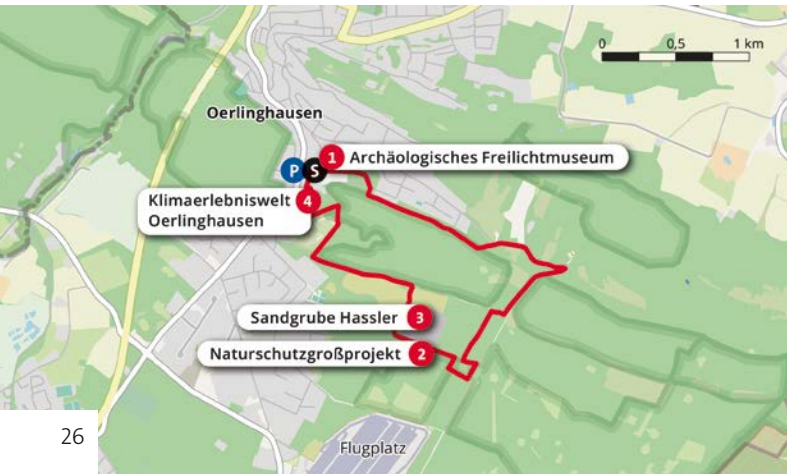 0 0,5 1 km
Oerlinghausen
P S 1 Archäologisches Freilichtmuseum
Klimaerlebniswelt 4
Oerlinghausen
Sandgrube Hassler 3
Naturschutzgroßprojekt 2
26
Flugplatz